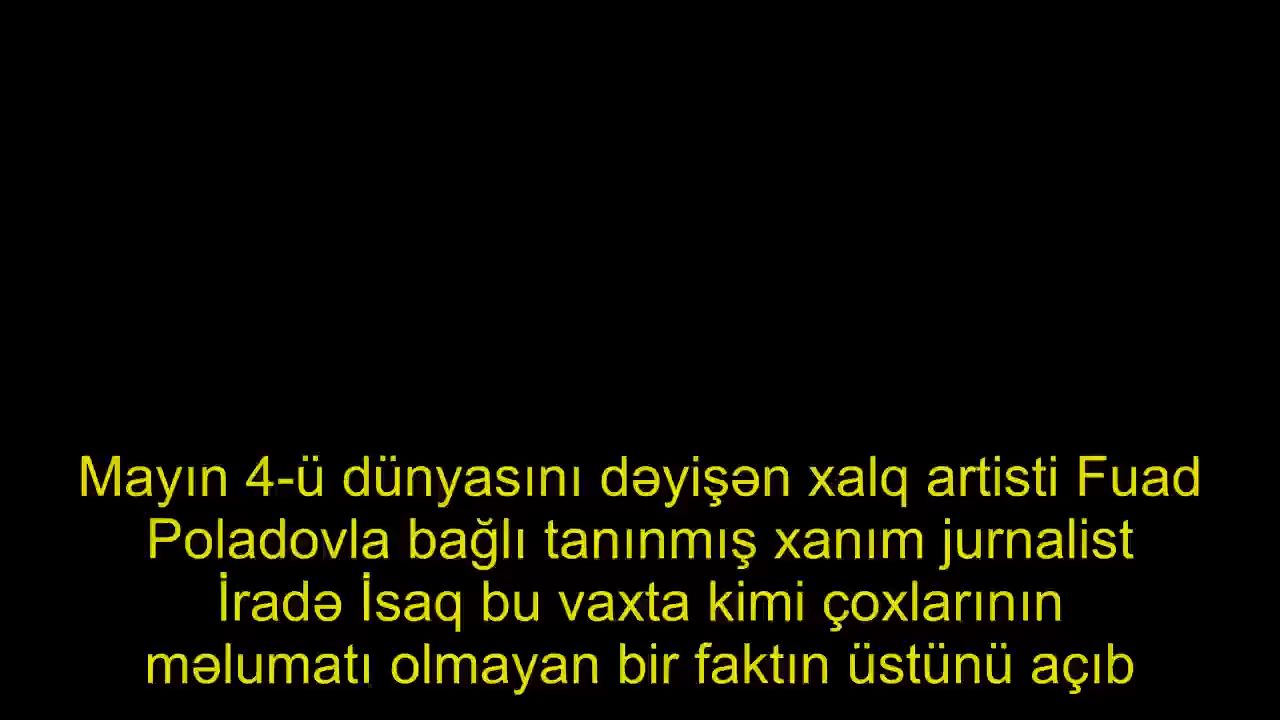 Mayın 4-ü dünyasını dəyişən xalq artisti Fuad
Poladovla bağlı tanınmış xanım jurnalist
İradə İsaq bu vaxta kimi çoxlarının
məlumatı olmayan bir faktın üstünü açıb